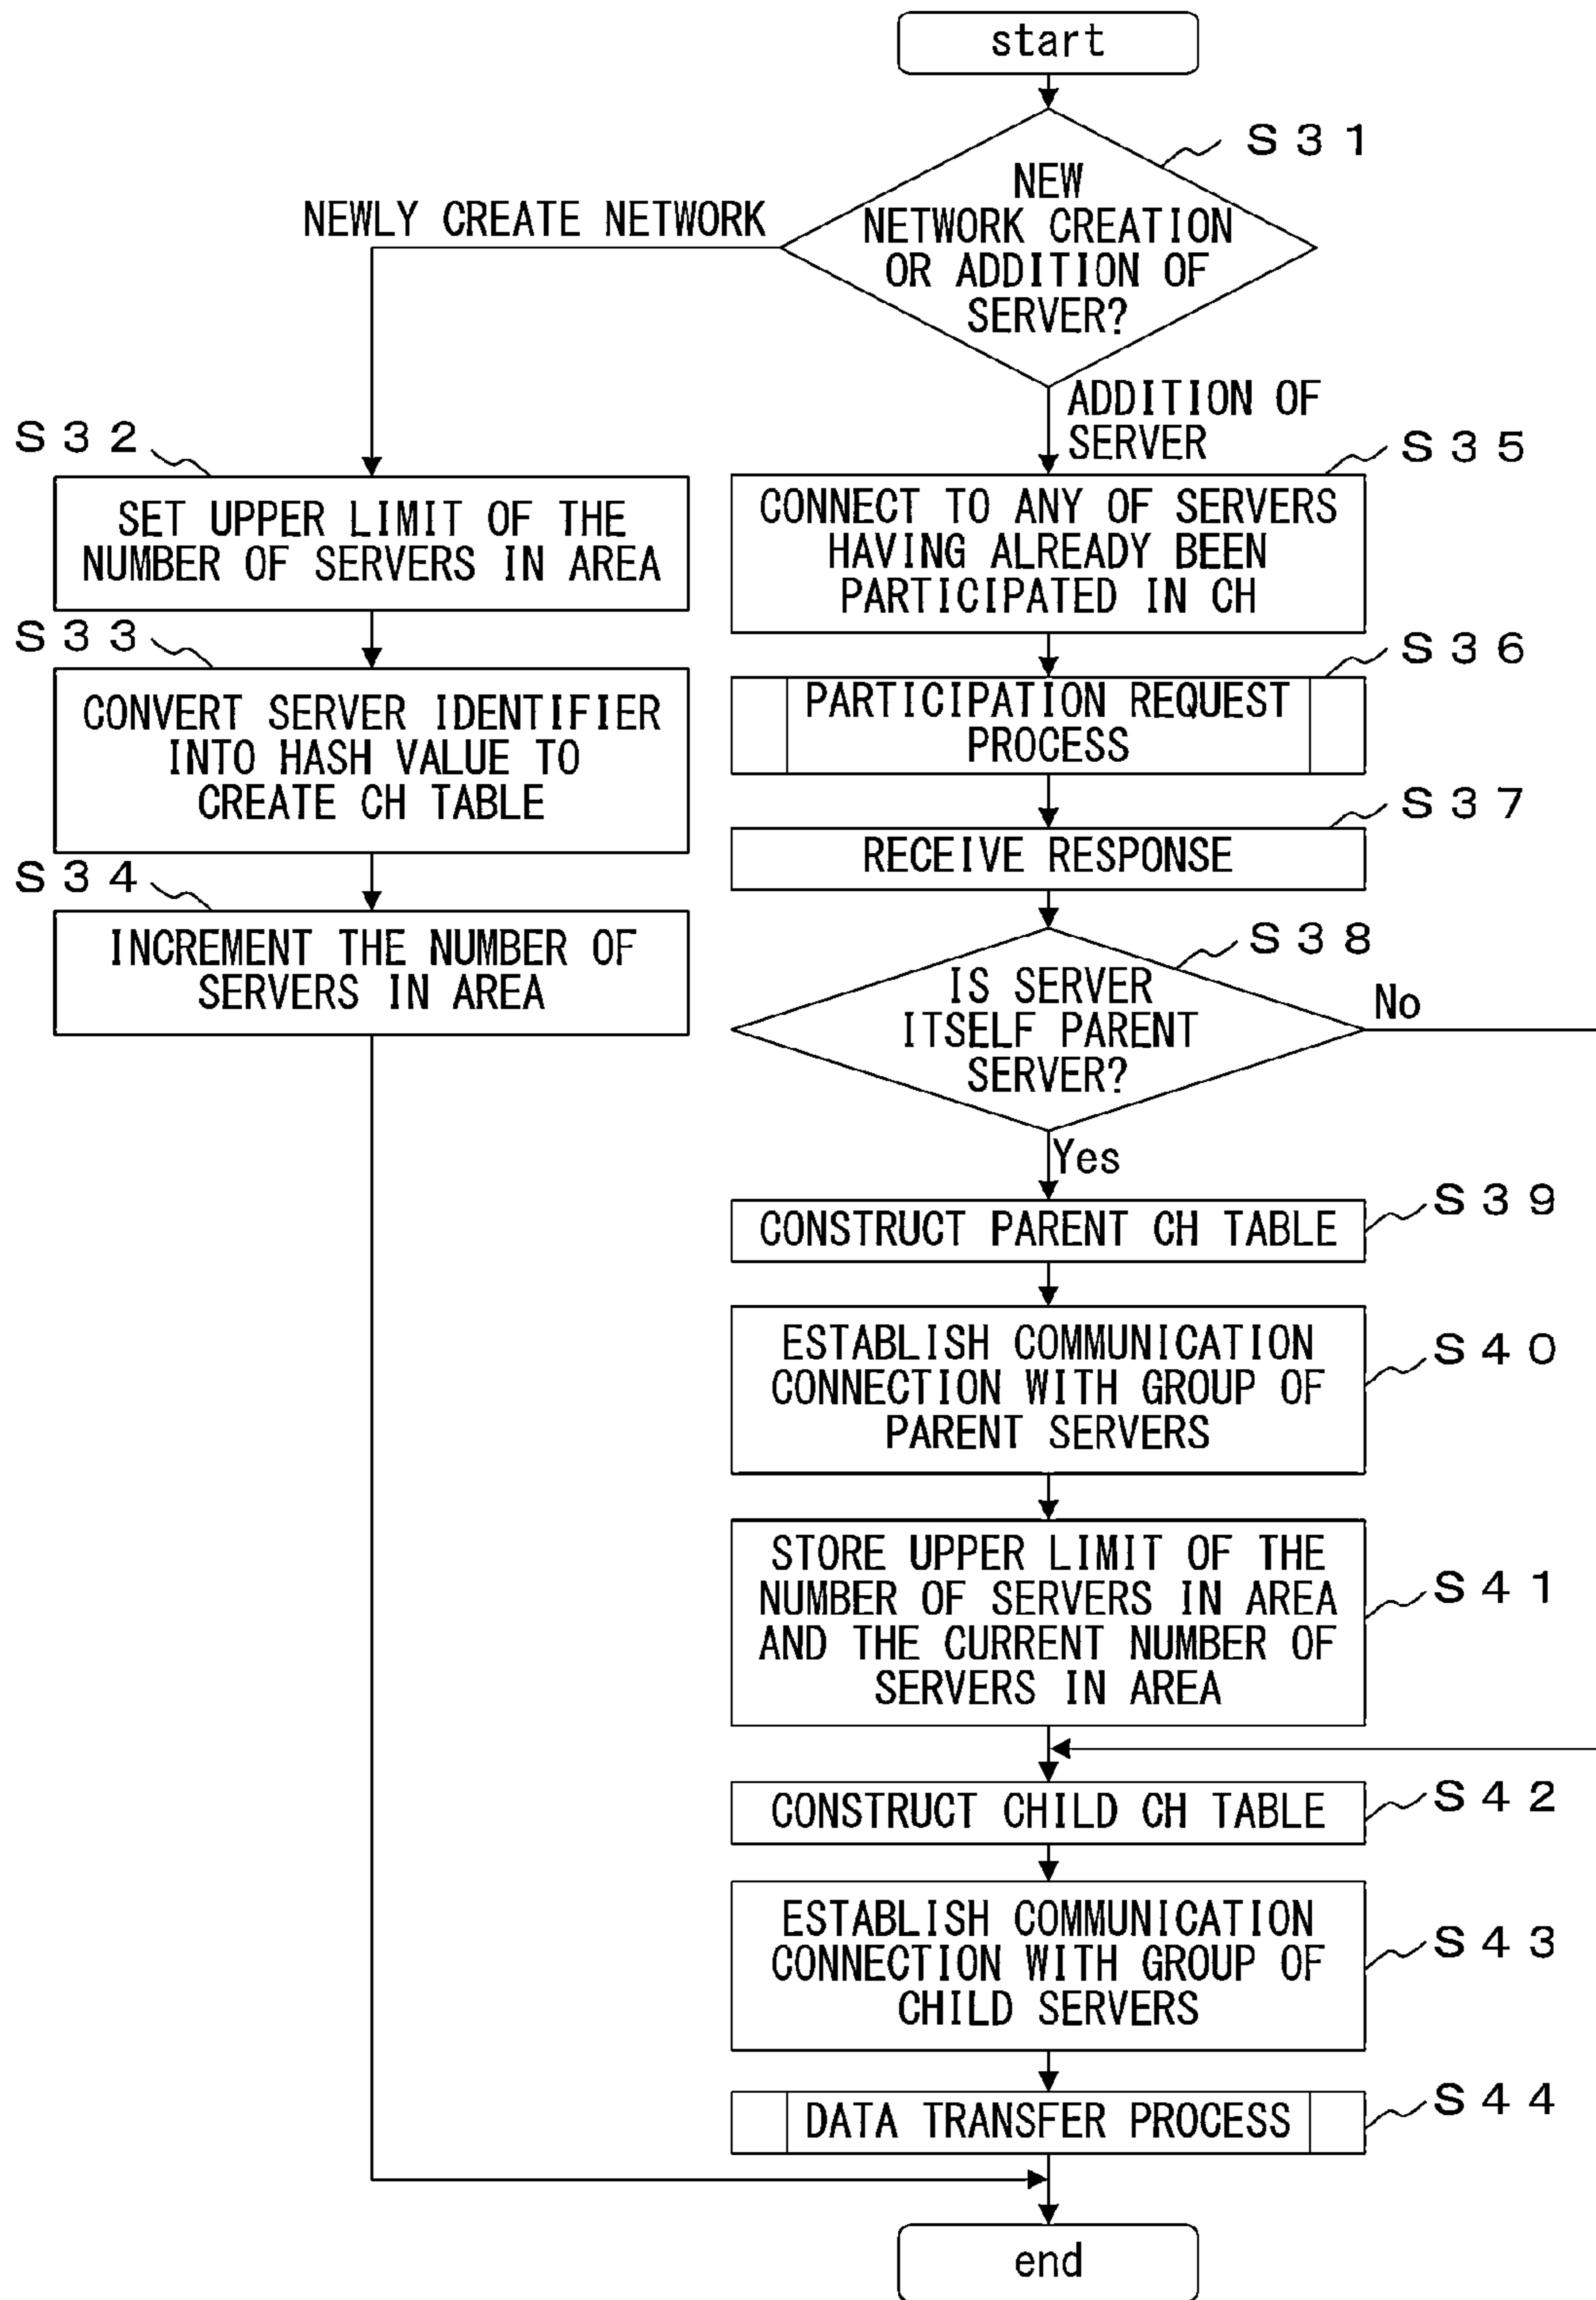 start
S31
NEW
NETWORK CREATION
OR ADDITION OF
SERVER?
NEWLY CREATE NETWORK
ADDITION OF
SERVER
S32
SET UPPER LIMIT OF THE
NUMBER OF SERVERS IN AREA
S33
CONVERT SERVER IDENTIFIER
INTO HASH VALUE TO
CREATE CH TABLE
S34
INCREMENT THE NUMBER OF
SERVERS IN AREA
S35
CONNECT TO ANY OF SERVERS
HAVING ALREADY BEEN
PARTICIPATED IN CH
S36
PARTICIPATION REQUEST
PROCESS
S37
RECEIVE RESPONSE
S38
IS SERVER
ITSELF PARENT
SERVER?
No
Yes
S39
CONSTRUCT PARENT CH TABLE
S40
ESTABLISH COMMUNICATION
CONNECTION WITH GROUP OF
PARENT SERVERS
S41
STORE UPPER LIMIT OF THE
NUMBER OF SERVERS IN AREA
AND THE CURRENT NUMBER OF
SERVERS IN AREA
S42
CONSTRUCT CHILD CH TABLE
S43
ESTABLISH COMMUNICATION
CONNECTION WITH GROUP OF
CHILD SERVERS
S44
DATA TRANSFER PROCESS
end